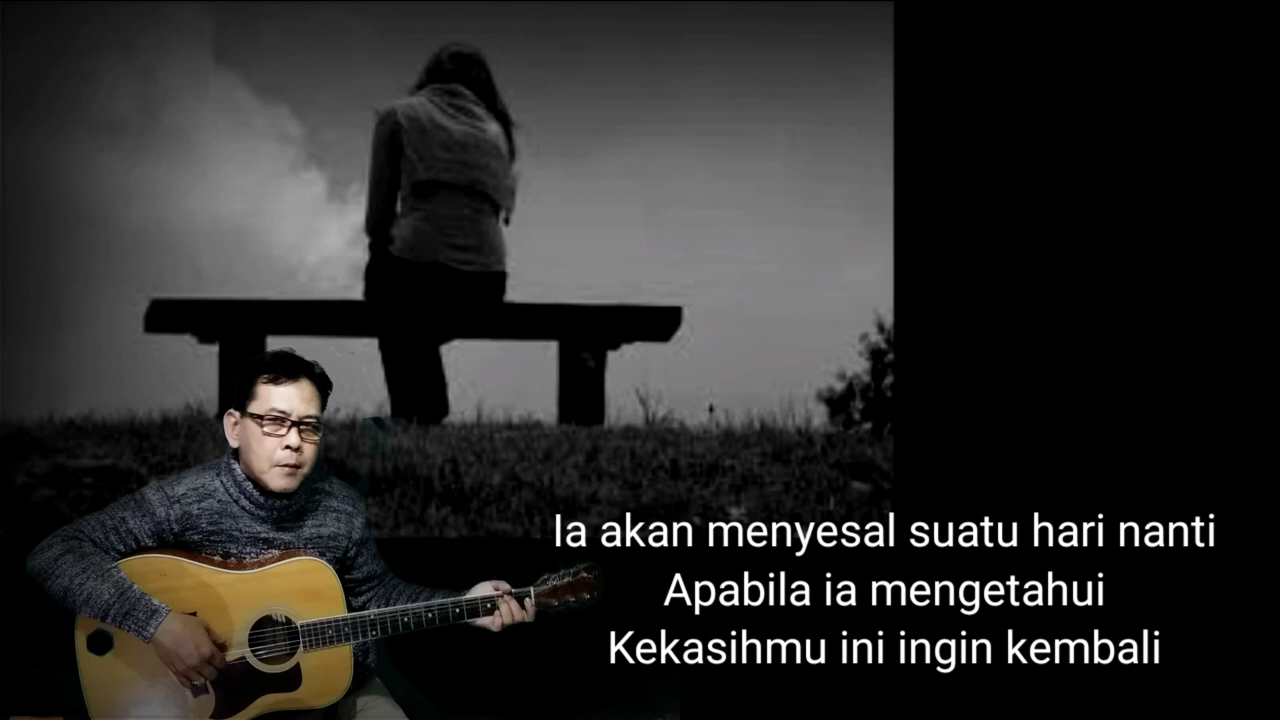 Ia akan menyesal suatu hari nanti
Apabila ia mengetahui
Kekasihmu ini ingin kembali